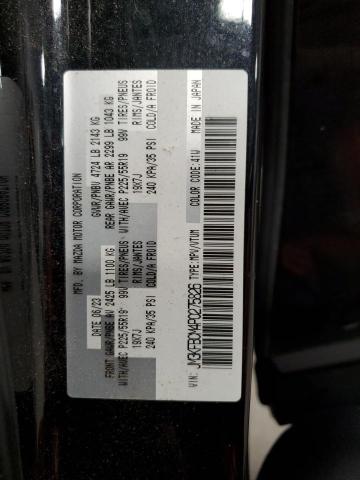 MFD. BY MAZDA MOTOR CORPORATION
DATE: 06/23 GVWR/PNBV 4724 LB 2143 KG
FRONT GAWR/PNBE AV 2425 LB 1100 KG REAR GAWR/PNBE AR 2299 LB 1043 KG
WITH/AVEC P225/55R19 99V TIRES/PNEUS WITH/AVEC P225/55R19 99V TIRES/PNEUS
19X7J RIMS/JANTES 19X7J RIMS/JANTES
240 KPA/35 PSI COLD/A FROID 240 KPA/35 PSI COLD/A FROID
COLOR CODE: 41W MADE IN JAPAN
TYPE: MPV/VTUM
VIN: